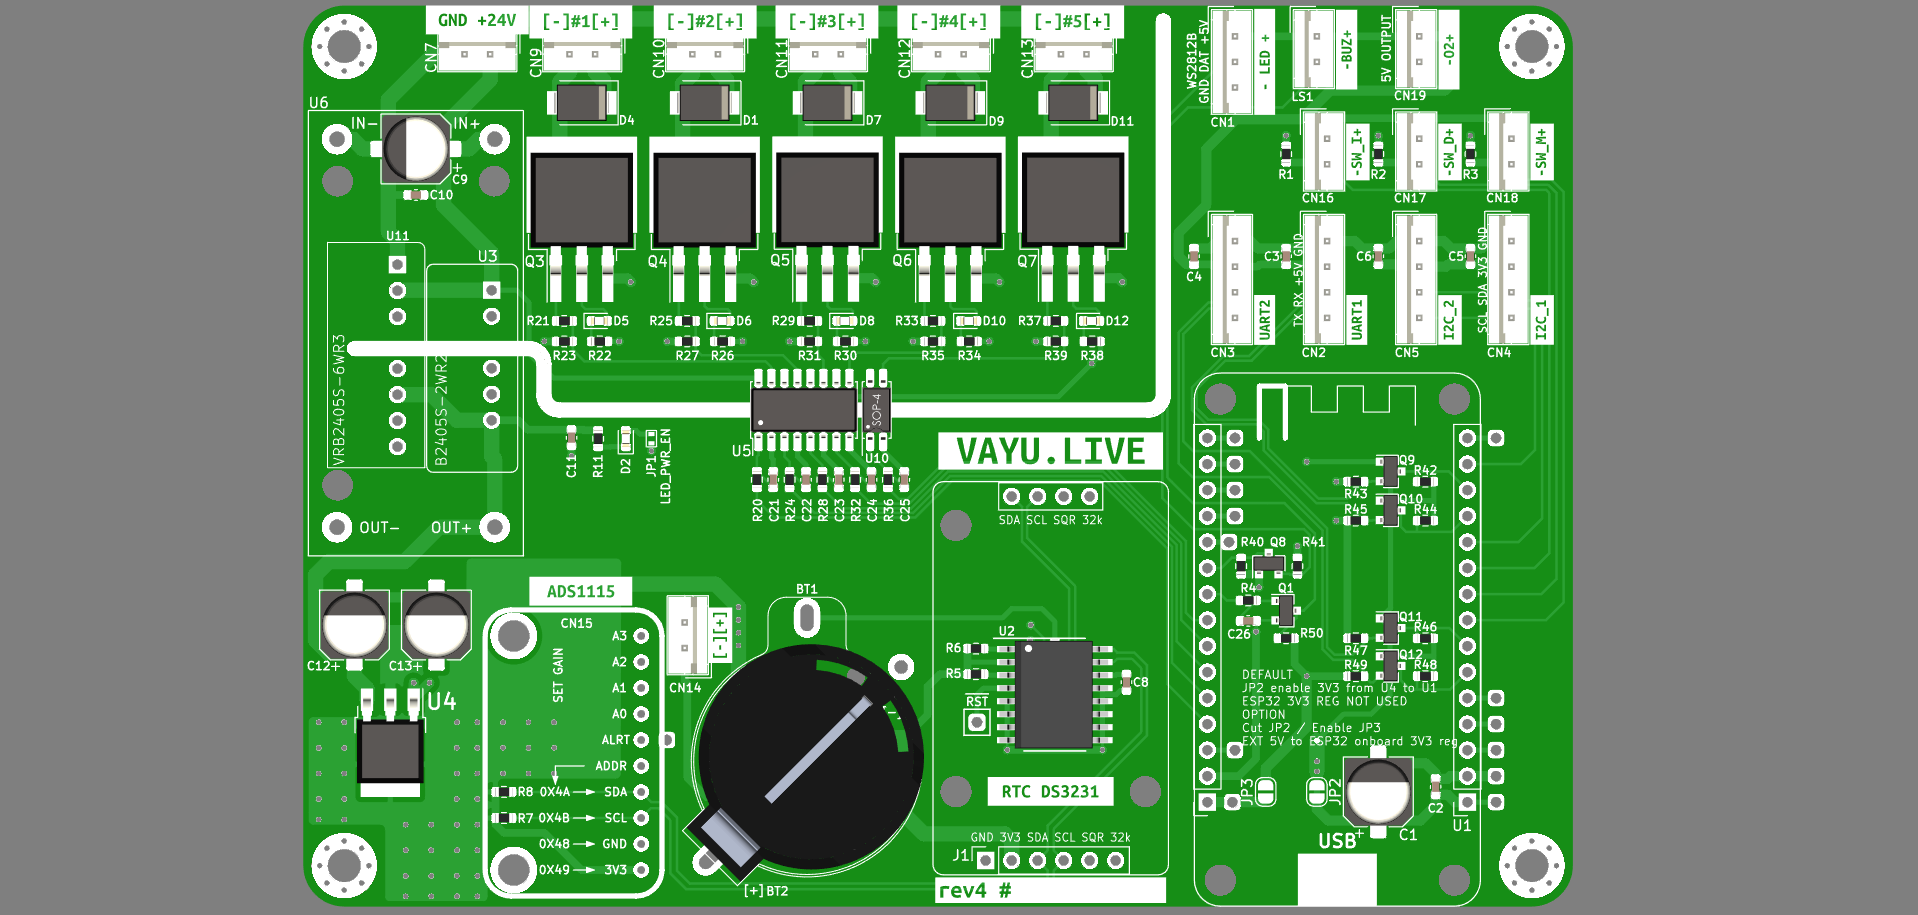 GND +24V
[-]#1[+]
[-]#2[+]
[-]#3[+]
[-]#4[+]
[-]#5[+]
CN7
CN9
CN10
CN11
CN12
CN13
WS2812B
GND DAT +5V
- LED +
CN1
-BUZ+
LS1
5V OUTPUT
-O2+
CN19
U6
IN-
IN+
C9
+
C10
D4
D1
D7
D9
D11
R1
-SW_I+
CN16
R2
-SW_D+
CN17
R3
-SW_M+
CN18
U11
U3
VRB2405S-6WR3
B2405S-2WR2
Q3
Q4
Q5
Q6
Q7
C4
UART2
CN3
C3
TX RX +5V GND
UART1
CN2
C6
I2C_2
CN5
C5
SCL SDA 3V3 GND
I2C_1
CN4
R21
D5
R25
D6
R29
D8
R33
D10
R37
D12
R23
R22
R27
R26
R31
R30
R35
R34
R39
R38
SOP-4
U5
U10
C11
R11
D2
JP1
LED_PWR_EN
R20
C21
R24
C22
R28
C23
R32
C24
R36
C25
VAYU.LIVE
OUT-
OUT+
SDA SCL SQR 32k
Q9
R42
R43
Q10
R45
R44
R40
Q8
R41
R4
Q1
C26
R50
Q11
R46
R47
Q12
R49
R48
ADS1115
CN15
SET GAIN
A3
A2
A1
A0
ALRT
ADDR
R8 0X4A
SDA
R7 0X4B
SCL
0X48
GND
0X49
3V3
[-][+]
CN14
BT1
C12+
C13+
U4
[+]BT2
R6
R5
U2
C8
RST
RTC DS3231
GND 3V3 SDA SCL SQR 32k
J1
rev4 #
DEFAULT
JP2 enable 3V3 from U4 to U1
ESP32 3V3 REG NOT USED
OPTION
Cut JP2 / Enable JP3
EXT 5V to ESP32 onboard 3V3 reg
JP3
JP2
C2
+
C1
U1
USB